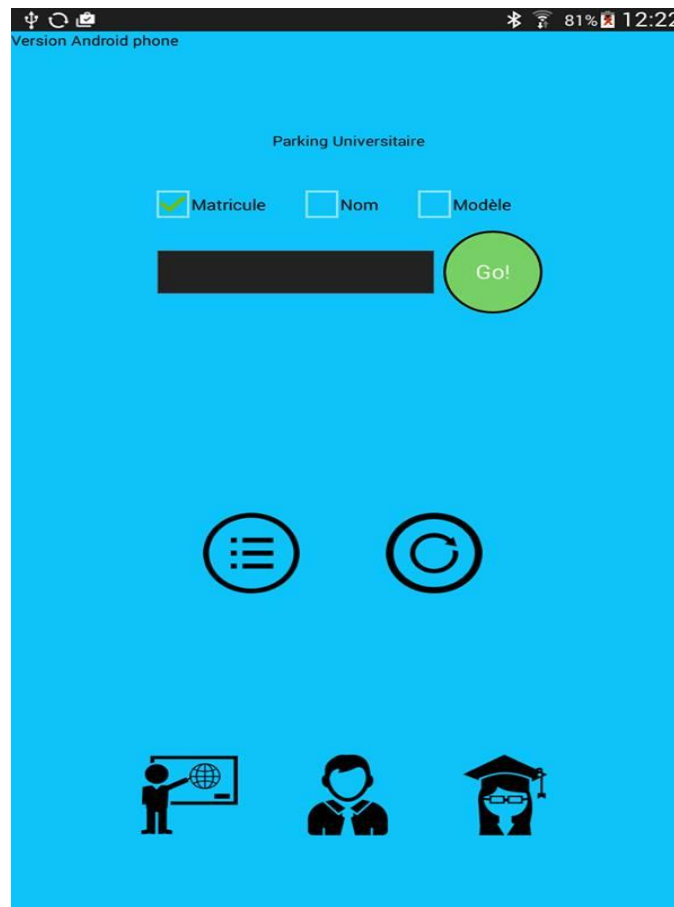 81% 12:22
Version Android phone
Parking Universitaire
Matricule Nom Modèle
Go!